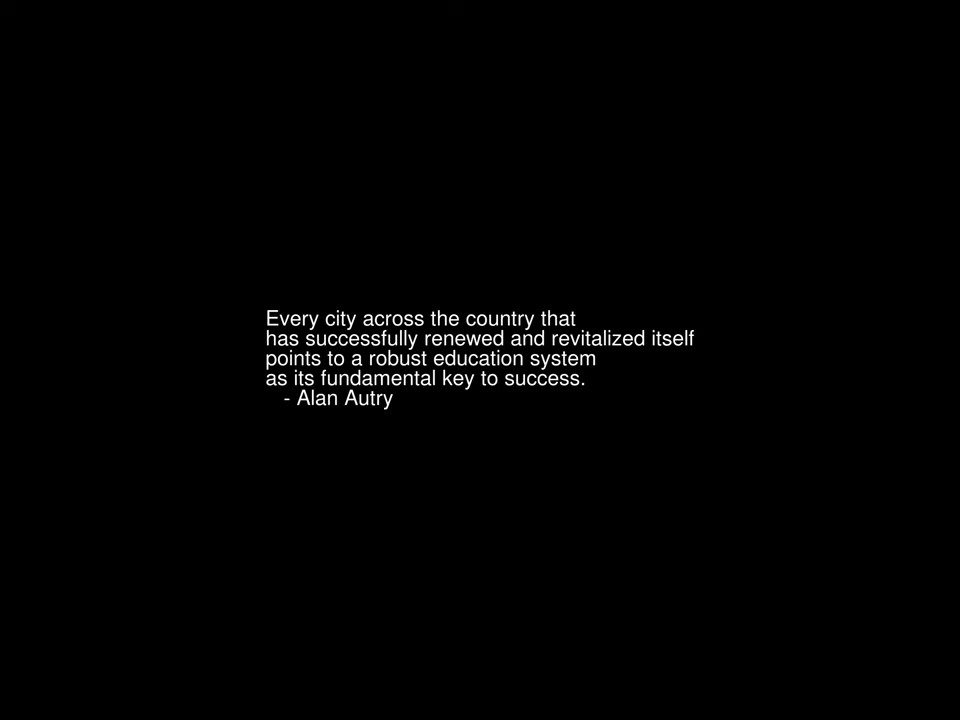 Every city across the country that
has successfully renewed and revitalized itself
points to a robust education system
as its fundamental key to success.
- Alan Autry